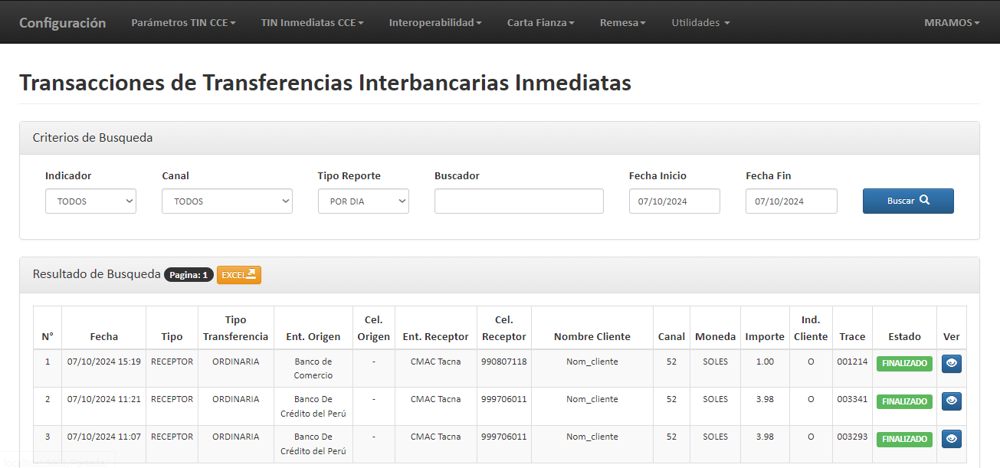 Configuración Parámetros TIN CCE TIN Inmediatas CCE Interoperabilidad Carta Fianza Remesa Utilidades MRAMOS
Transacciones de Transferencias Interbancarias Inmediatas
Criterios de Busqueda
Indicador Canal Tipo Reporte Buscador Fecha Inicio Fecha Fin
TODOS TODOS POR DIA 07/10/2024 07/10/2024 Buscar
Resultado de Busqueda Pagina: 1 EXCEL
Tipo Cel. Cel. Ind.
N° Fecha Tipo Transferencia Ent. Origen Origen Ent. Receptor Receptor Nombre Cliente Canal Moneda Importe Cliente Trace Estado Ver
1 07/10/2024 15:19 RECEPTOR ORDINARIA Banco de - CMAC Tacna 990807118 Nom_cliente 52 SOLES 1.00 O 001214 FINALIZADO
Comercio
2 07/10/2024 11:21 RECEPTOR ORDINARIA Banco De - CMAC Tacna 999706011 Nom_cliente 52 SOLES 3.98 O 003341 FINALIZADO
Crédito del Perú
3 07/10/2024 11:07 RECEPTOR ORDINARIA Banco De - CMAC Tacna 999706011 Nom_cliente 52 SOLES 3.98 O 003293 FINALIZADO
Crédito del Perú